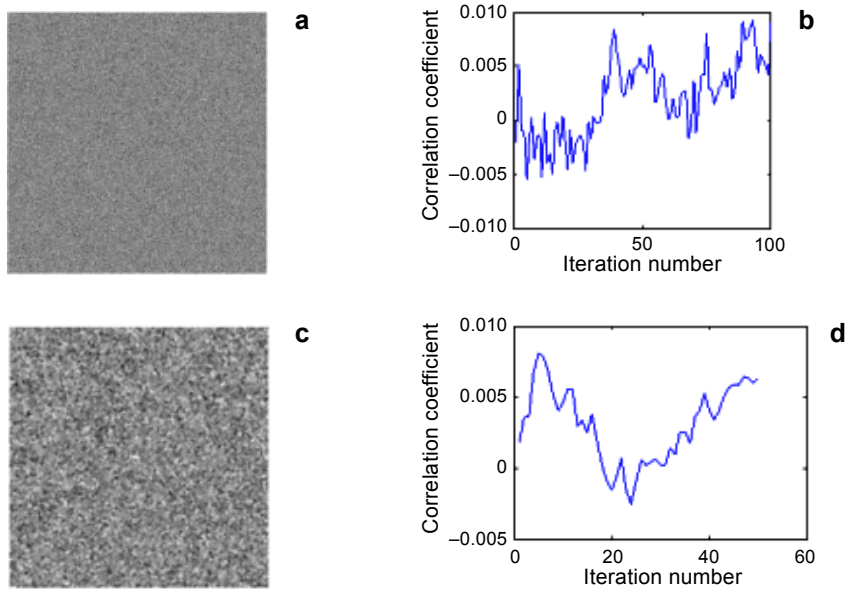 a
b
Correlation coefficient
0.010
0.005
0
–0.005
–0.010
0
50
100
Iteration number
c
d
Correlation coefficient
0.010
0.005
0
–0.005
0
20
40
60
Iteration number